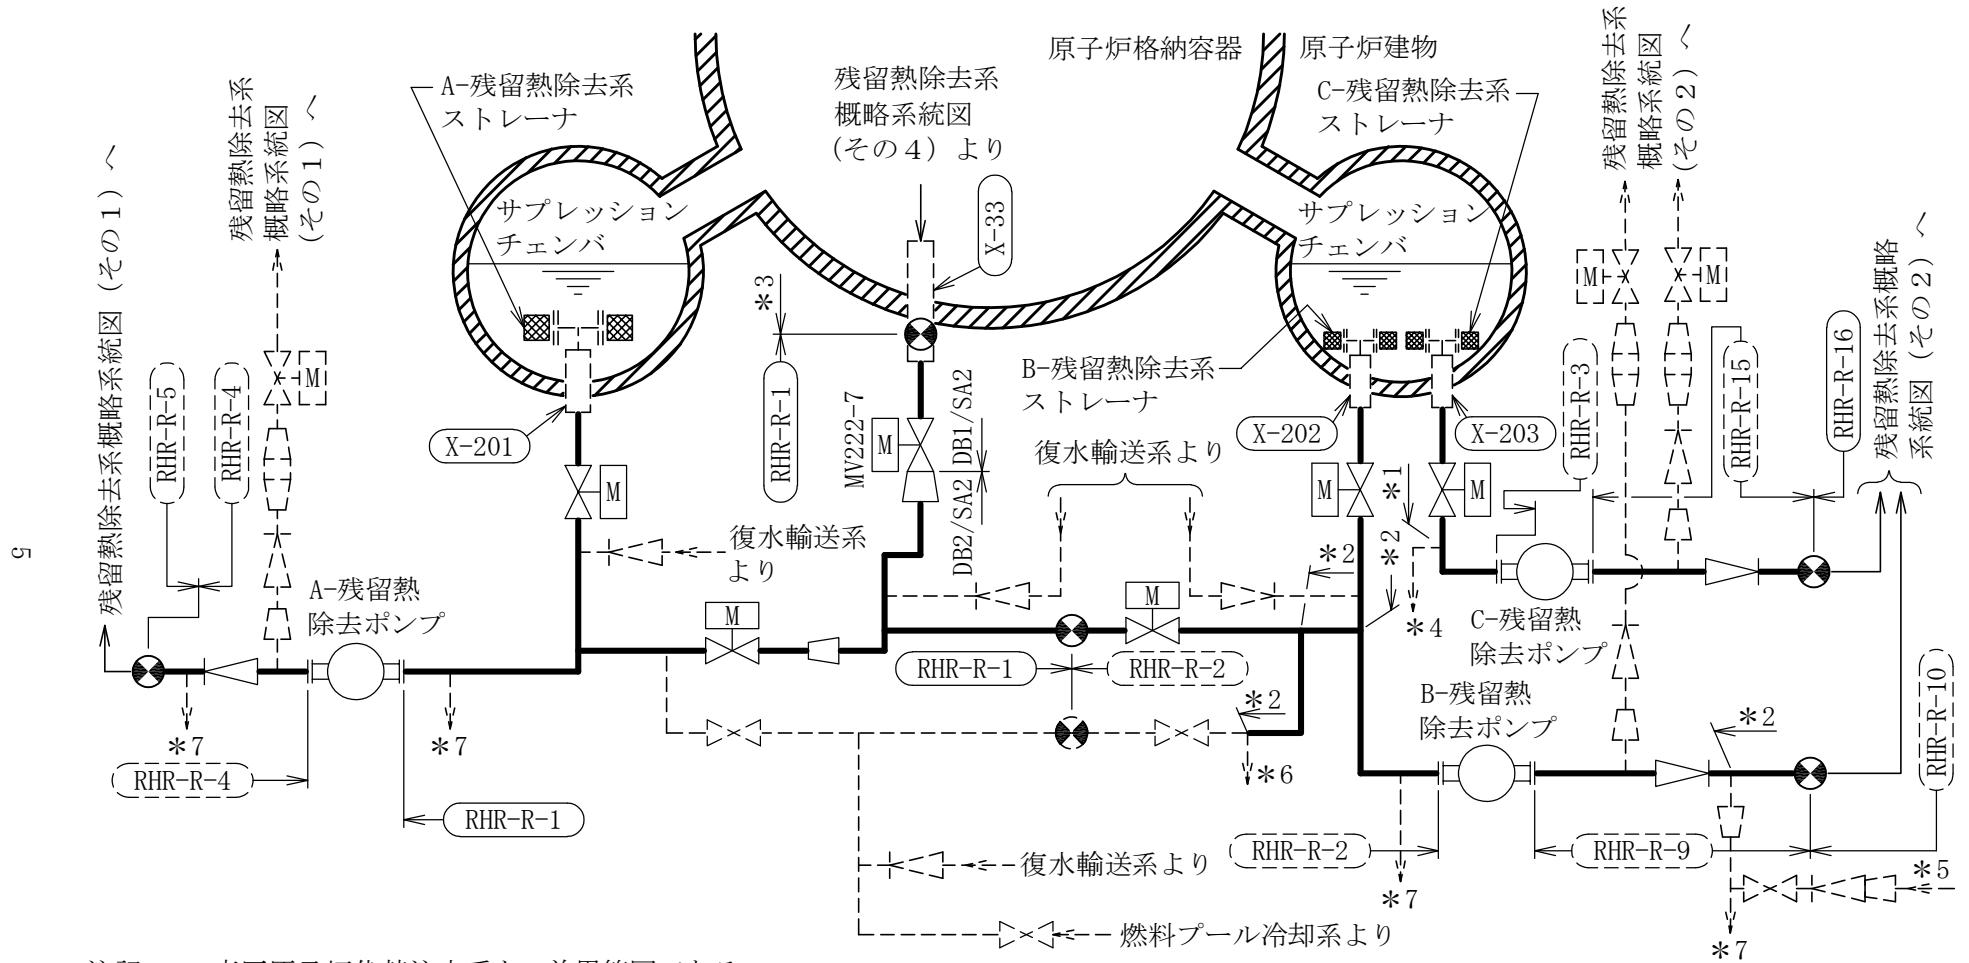 原子炉格納容器
原子炉建物
残留熱除去系
概略系統図
(その1) へ
A-残留熱除去系
ストレーナ
残留熱除去系
概略系統図
(その4) より
C-残留熱除去系
ストレーナ
残留熱除去系
概略系統図
(その2) へ
残留熱除去系概略系統図 (その1) へ
サプレッション
チェンバ
X-33
サプレッション
チェンバ
残留熱除去系概略
系統図 (その2) へ
M
M
M
*3
RHR-R-5
RHR-R-4
RHR-R-1
B-残留熱除去系
ストレーナ
RHR-R-3
RHR-R-15
RHR-R-16
X-201
MV222-7
M
DB1/SA2
DB2/SA2
X-202
X-203
復水輸送系より
M
M
M
*1
*2
*2
復水輸送系
より
5
A-残留熱
除去ポンプ
M
M
*4
C-残留熱
除去ポンプ
RHR-R-1
RHR-R-2
B-残留熱
除去ポンプ
RHR-R-10
*2
*2
*7
*7
RHR-R-4
*6
RHR-R-1
RHR-R-2
RHR-R-9
復水輸送系より
*5
*7
燃料プール冷却系より
*7